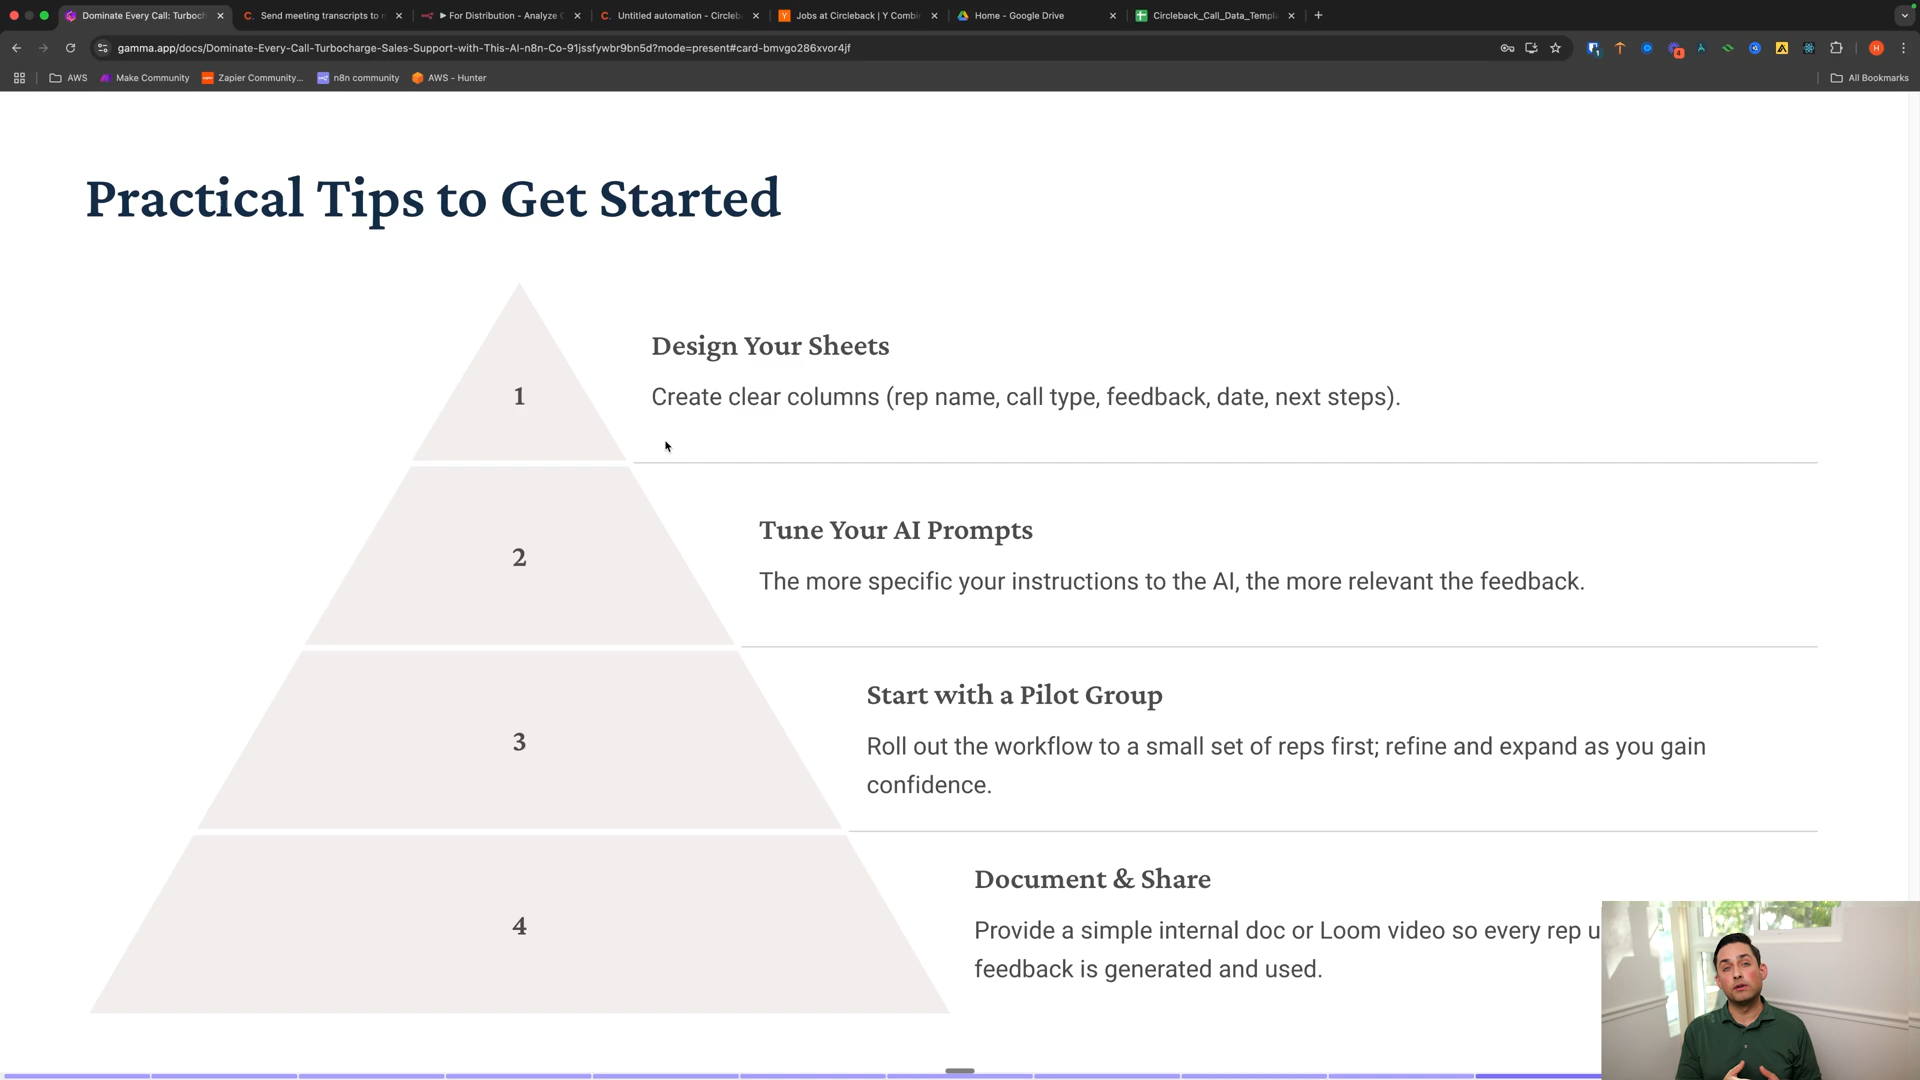 Dominate Every Call: Turboch
Send meeting transcripts to n
For Distribution - Analyze C
Untitled automation - Circleb
Jobs at Circleback | Y Combin
Home - Google Drive
Circleback_Call_Data_Templ
gamma.app/docs/Dominate-Every-Call-Turbocharge-Sales-Support-with-This-AI-n8n-Co-91jssfywbr9bn5d?mode=present#card-bmvgo286xvor4jf
AWS
Make Community
Zapier Community...
n8n community
AWS - Hunter
All Bookmarks
Practical Tips to Get Started
1
Design Your Sheets
Create clear columns (rep name, call type, feedback, date, next steps).
2
Tune Your AI Prompts
The more specific your instructions to the AI, the more relevant the feedback.
3
Start with a Pilot Group
Roll out the workflow to a small set of reps first; refine and expand as you gain
confidence.
4
Document & Share
Provide a simple internal doc or Loom video so every rep u
feedback is generated and used.